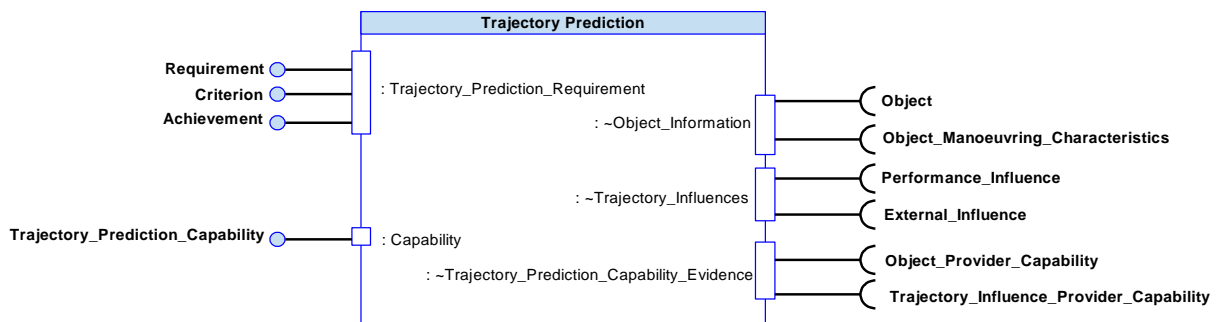 Trajectory Prediction
Requirement
Criterion
Achievement
: Trajectory_Prediction_Requirement
: ~Object_Information
Object
Object_Manoeuvring_Characteristics
: ~Trajectory_Influences
Performance_Influence
External_Influence
Trajectory_Prediction_Capability
: Capability
: ~Trajectory_Prediction_Capability_Evidence
Object_Provider_Capability
Trajectory_Influence_Provider_Capability